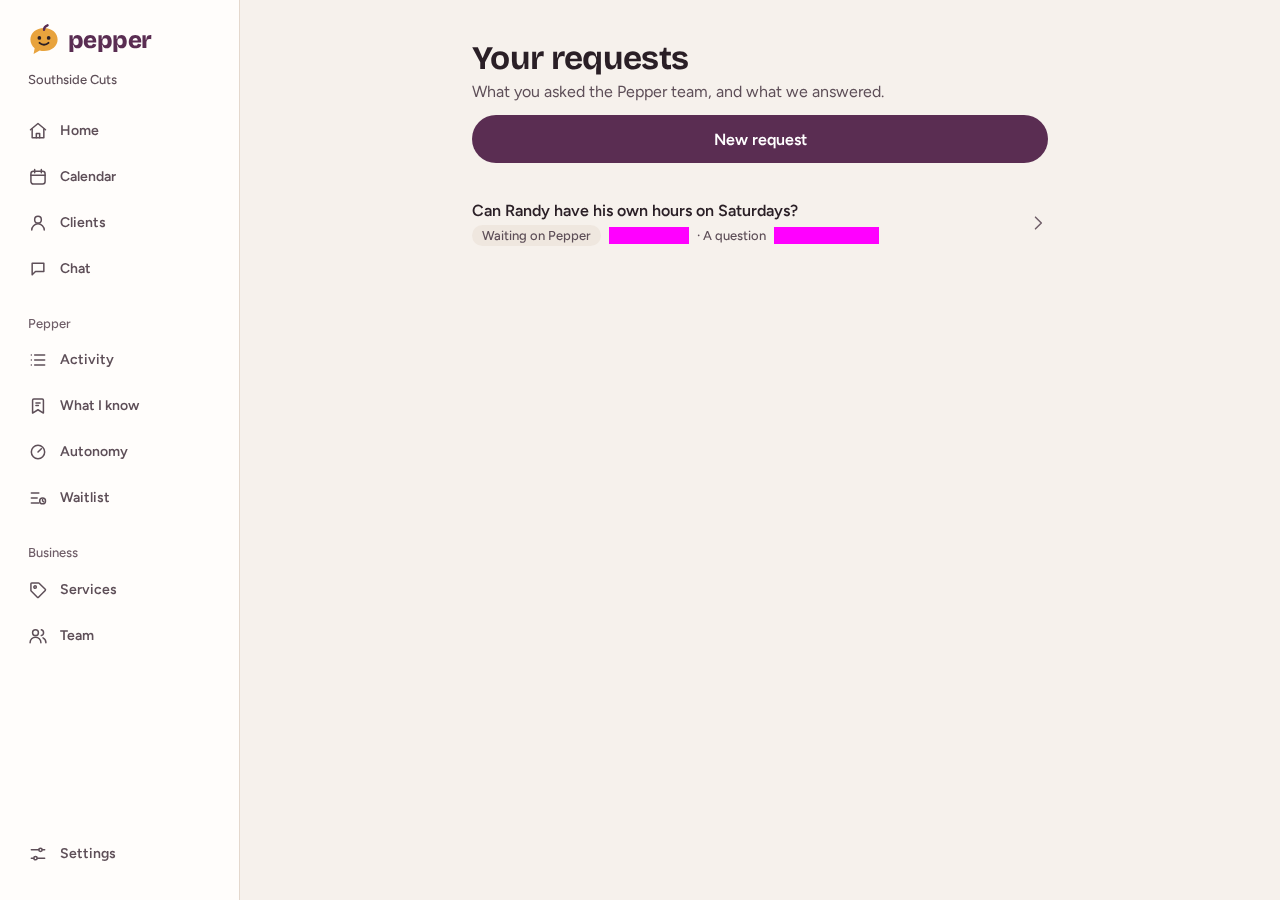 pepper
Southside Cuts
Home
Calendar
Clients
Chat
Pepper
Activity
What I know
Autonomy
Waitlist
Business
Services
Team
Settings
Your requests
What you asked the Pepper team, and what we answered.
New request
Can Randy have his own hours on Saturdays?
Waiting on Pepper · A question